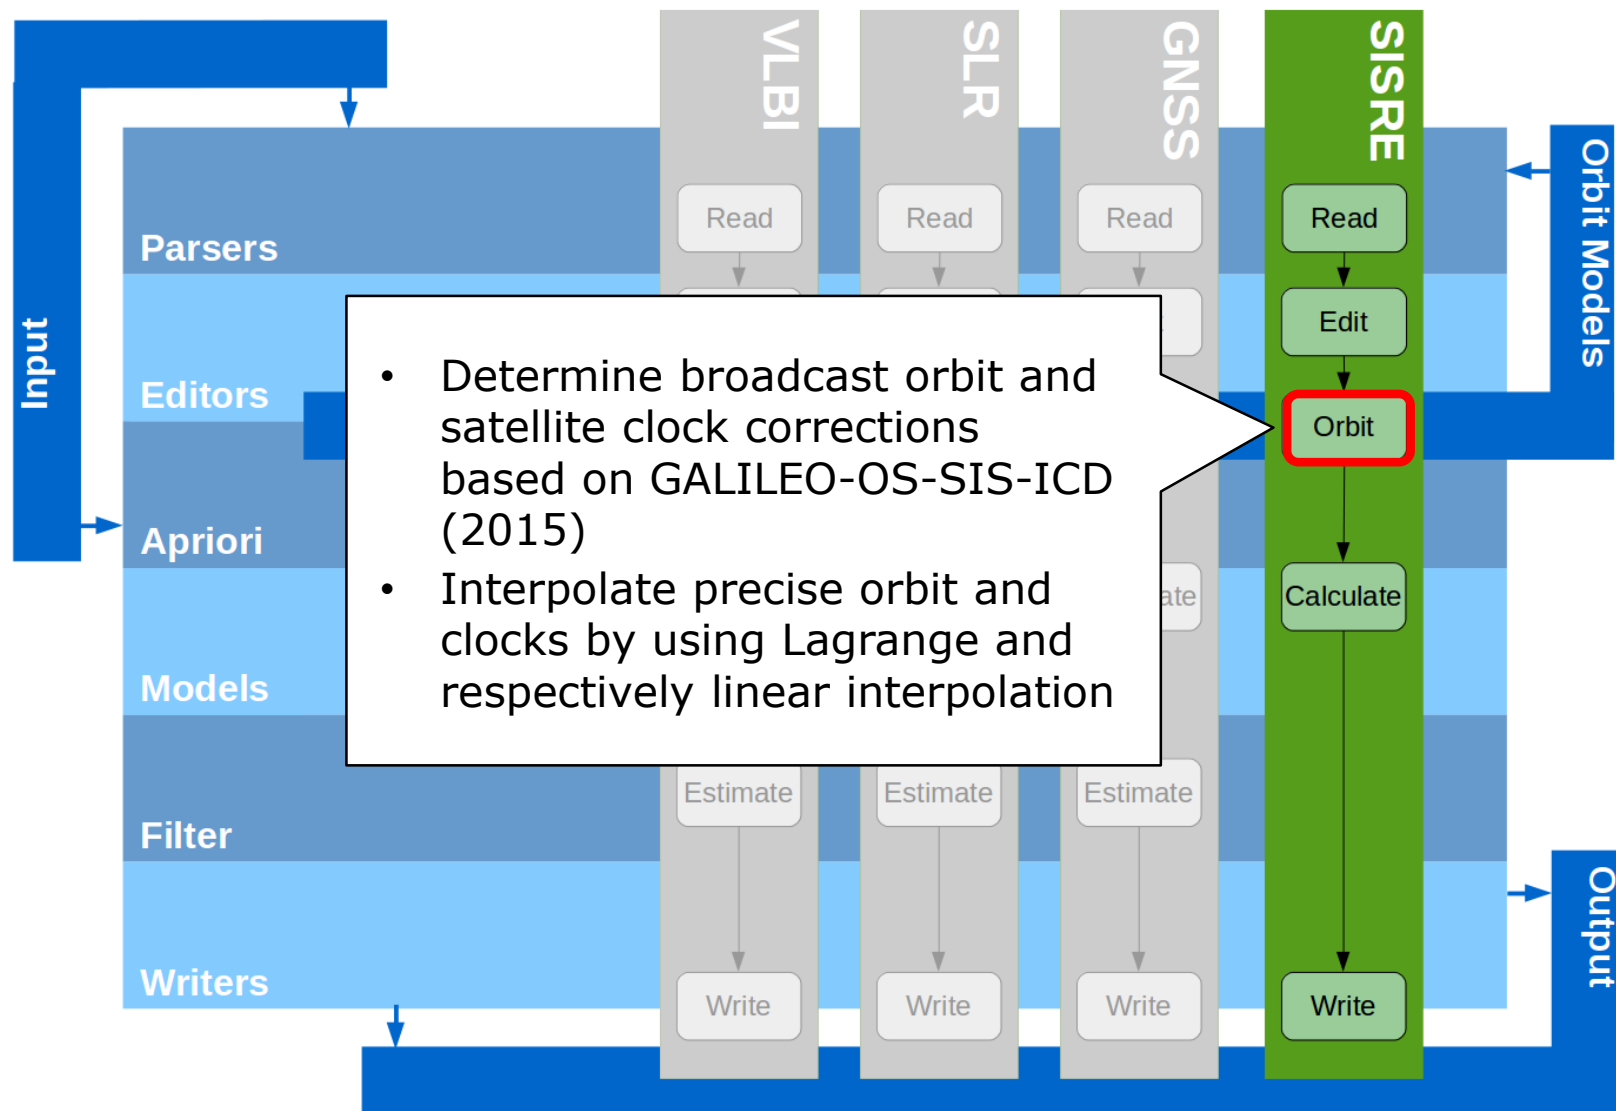 VLBI
SLR
GNSS
SISRE
Input
Orbit Models
Output
Parsers
Editors
Apriori
Models
Filter
Writers
Read
Read
Read
Read
Edit
Orbit
• Determine broadcast orbit and
satellite clock corrections
based on GALILEO-OS-SIS-ICD
(2015)
• Interpolate precise orbit and
clocks by using Lagrange and
respectively linear interpolation
Calculate
Estimate
Estimate
Estimate
Write
Write
Write
Write